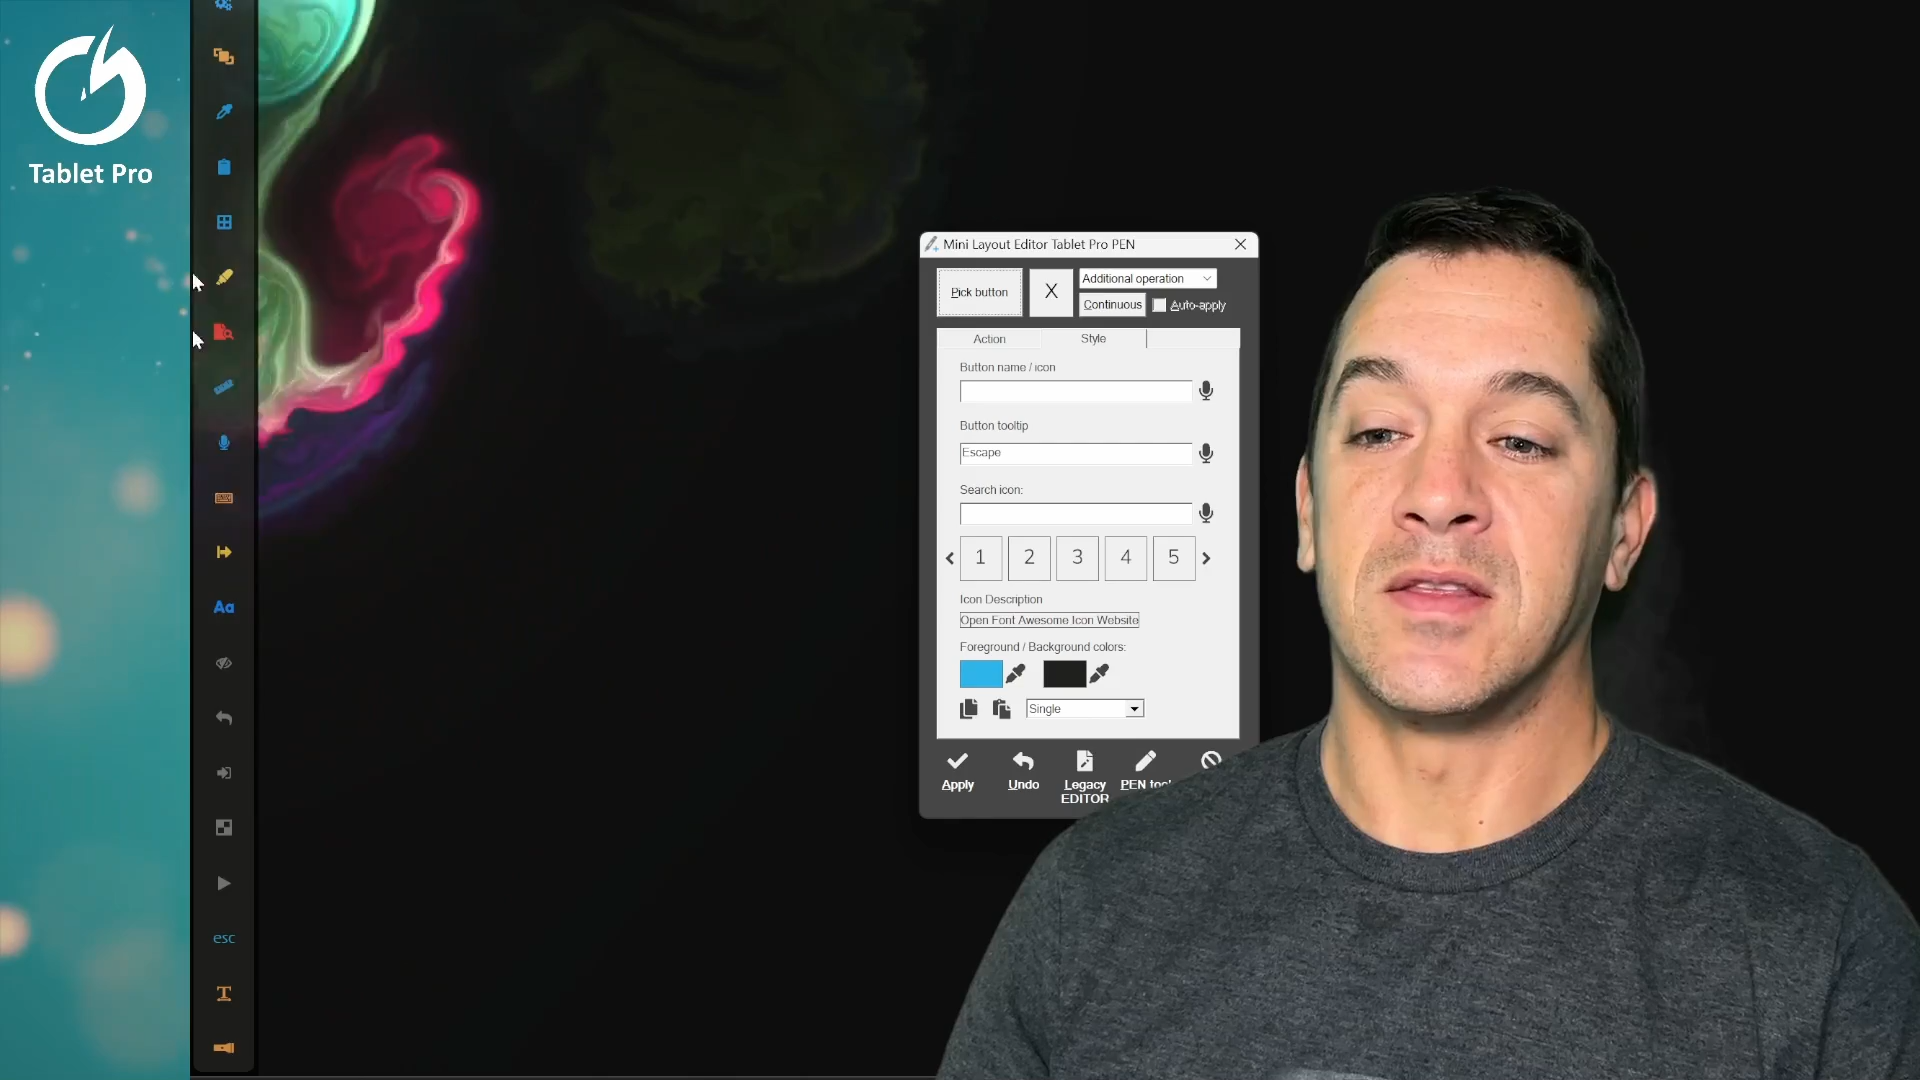 Tablet Pro
Aa
esc
T
Mini Layout Editor Tablet Pro PEN
Pick button
X
Additional operation
Continuous
Auto-apply
Action
Style
Button name / icon
Button tooltip
Escape
Search icon:
1 2 3 4 5
Icon Description
Open Font Awesome Icon Website
Foreground / Background colors:
Single
Apply
Undo
Legacy
EDITOR
PEN